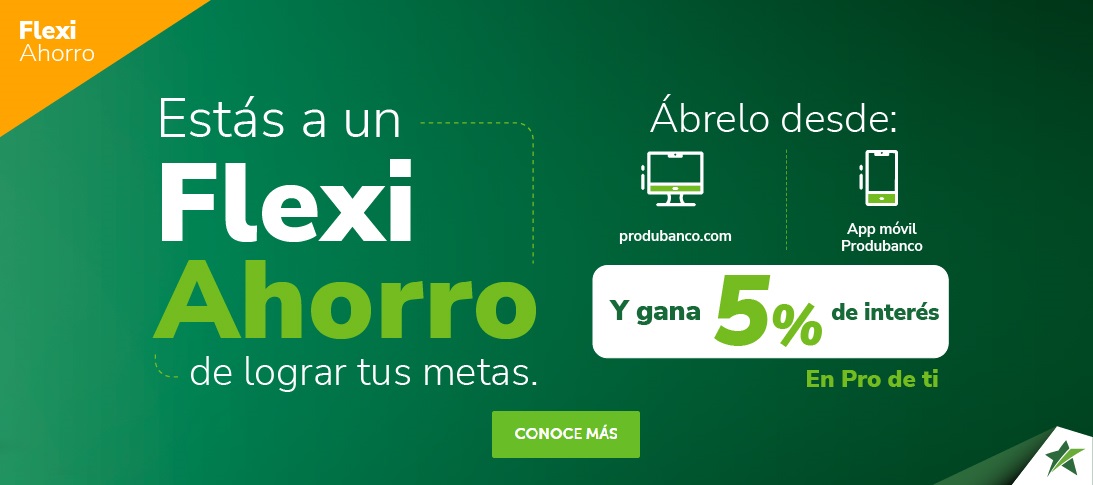 Flexi
Ahorro
Estás a un
Flexi
Ahorro
de lograr tus metas.
Ábrelo desde:
produbanco.com
App móvil
Produbanco
Y gana 5% de interés
En Pro de ti
CONOCE MÁS